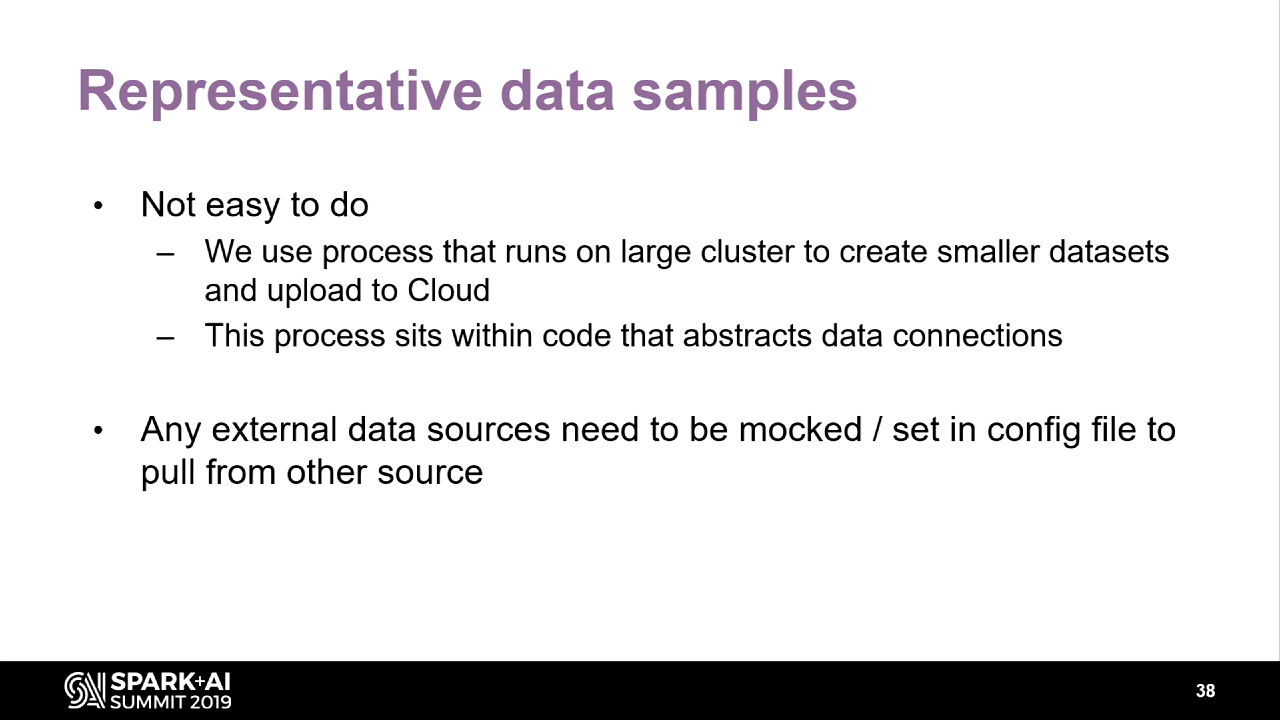 Representative data samples
• Not easy to do
– We use process that runs on large cluster to create smaller datasets
and upload to Cloud
– This process sits within code that abstracts data connections
• Any external data sources need to be mocked / set in config file to
pull from other source
SPARK+AI
SUMMIT 2019
38